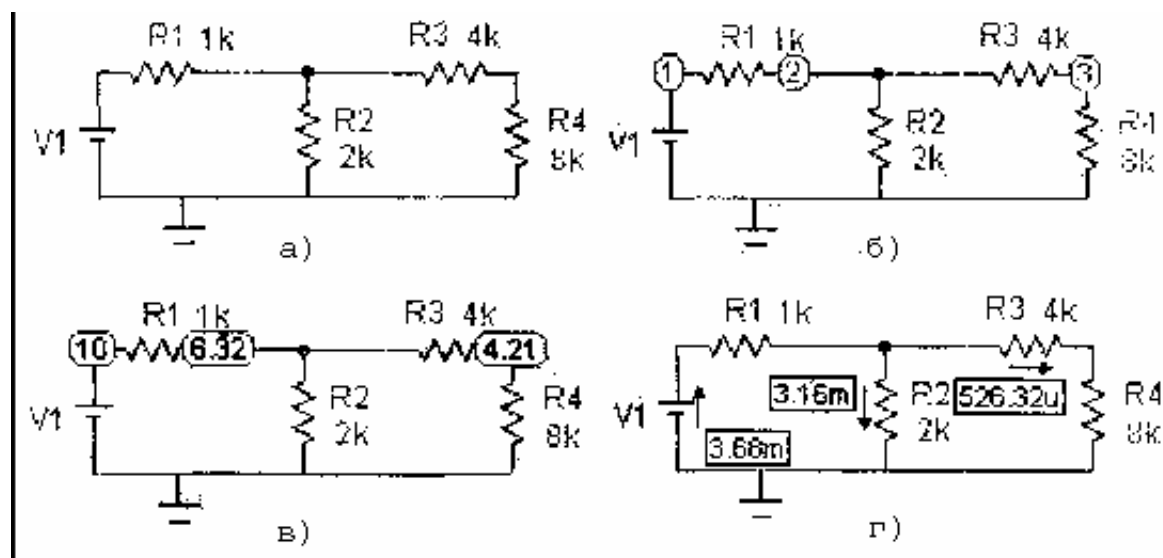 R1 1k
R3 4k
V1
R2
2k
R4
8k
а)
R1 1k
R3 4k
1
2
3
V1
R2
2k
R4
8k
б)
R1 1k
R3 4k
10
6.32
4.21
V1
R2
2k
R4
8k
в)
R1 1k
R3 4k
V1
3.16m
R2
2k
526.32u
R4
8k
3.68m
г)